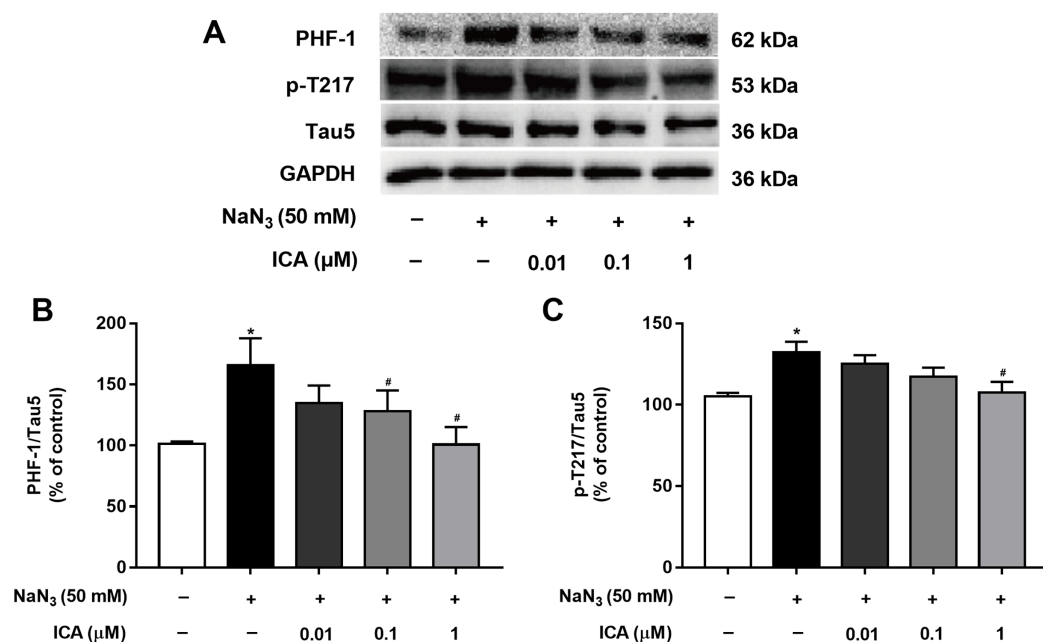 A
PHF-1 62 kDa
p-T217 53 kDa
Tau5 36 kDa
GAPDH 36 kDa
NaN₃ (50 mM) – + + + +
ICA (μM) – – 0.01 0.1 1
B
PHF-1/Tau5
(% of control)
200
150
100
50
0
*
#
#
NaN₃ (50 mM) – + + + +
ICA (μM) – – 0.01 0.1 1
C
p-T217/Tau5
(% of control)
150
100
50
0
*
#
NaN₃ (50 mM) – + + + +
ICA (μM) – – 0.01 0.1 1